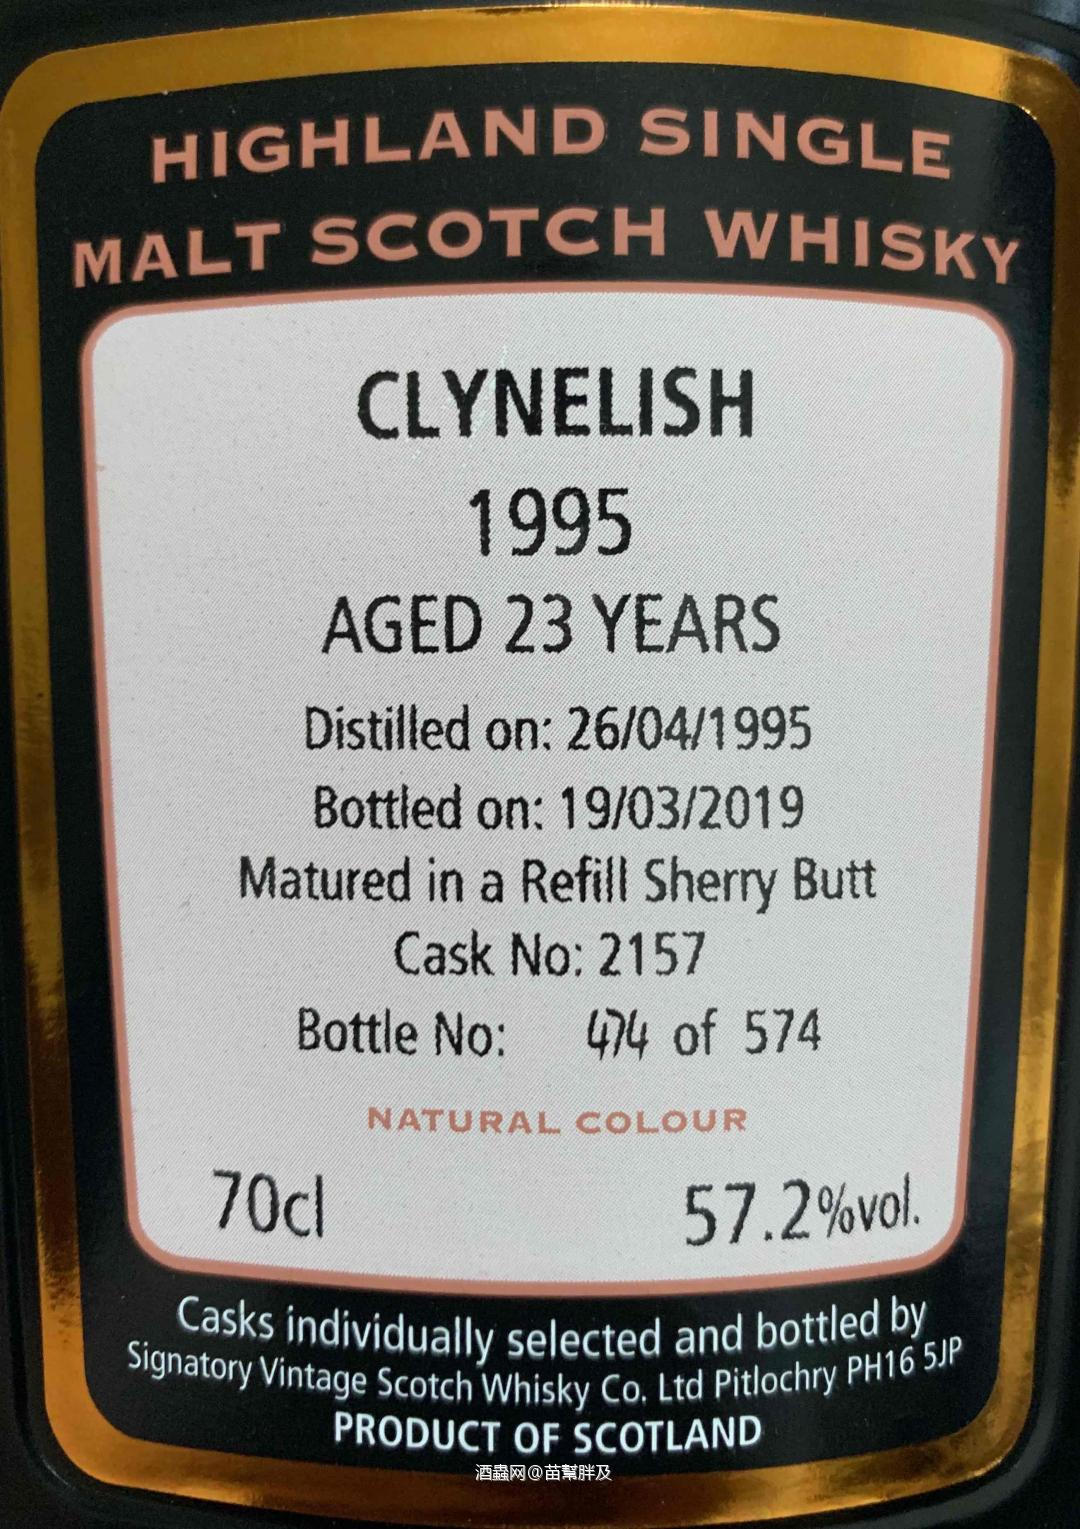 HIGHLAND SINGLE
MALT SCOTCH WHISKY
CLYNELISH
1995
AGED 23 YEARS
Distilled on: 26/04/1995
Bottled on: 19/03/2019
Matured in a Refill Sherry Butt
Cask No: 2157
Bottle No: 474 of 574
NATURAL COLOUR
70cl 57.2%vol.
Casks individually selected and bottled by
Signatory Vintage Scotch Whisky Co. Ltd Pitlochry PH16 5JP
PRODUCT OF SCOTLAND
酒蟲网@苗幫胖及